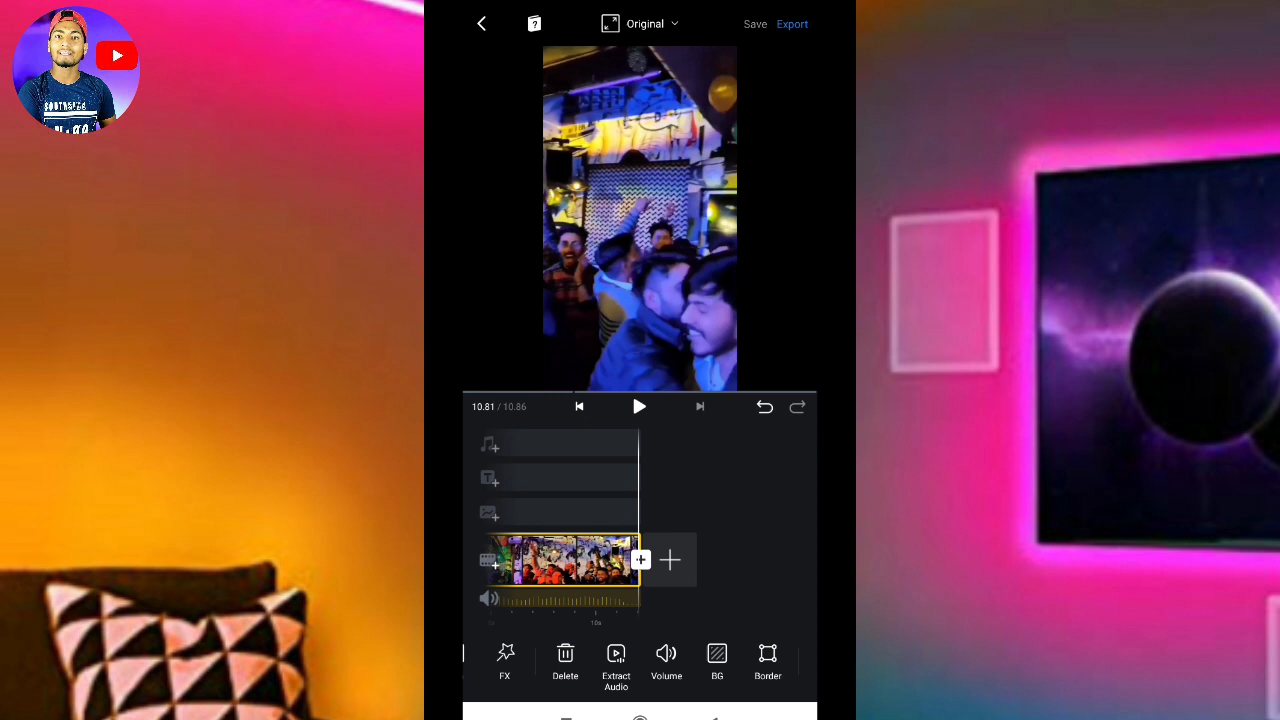 Original
Save Export
10.81 / 10.86
10s
FX
Delete
Extract
Audio
Volume
BG
Border